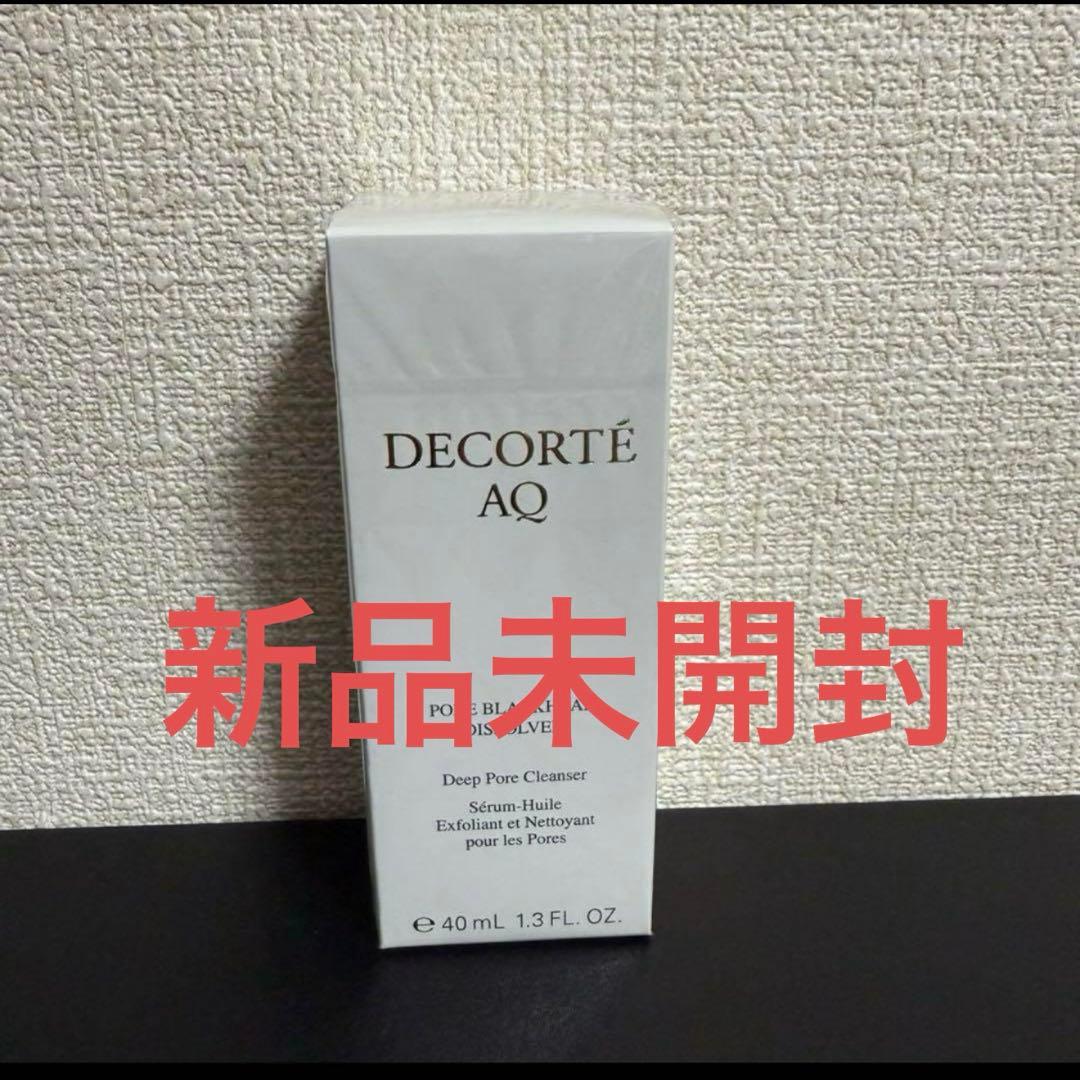 DECORTÉ
AQ
新品未開封
Deep Pore Cleanser
Sérum-Huile
Exfoliant et Nettoyant
pour les Pores
e 40 mL 1.3 FL. OZ.